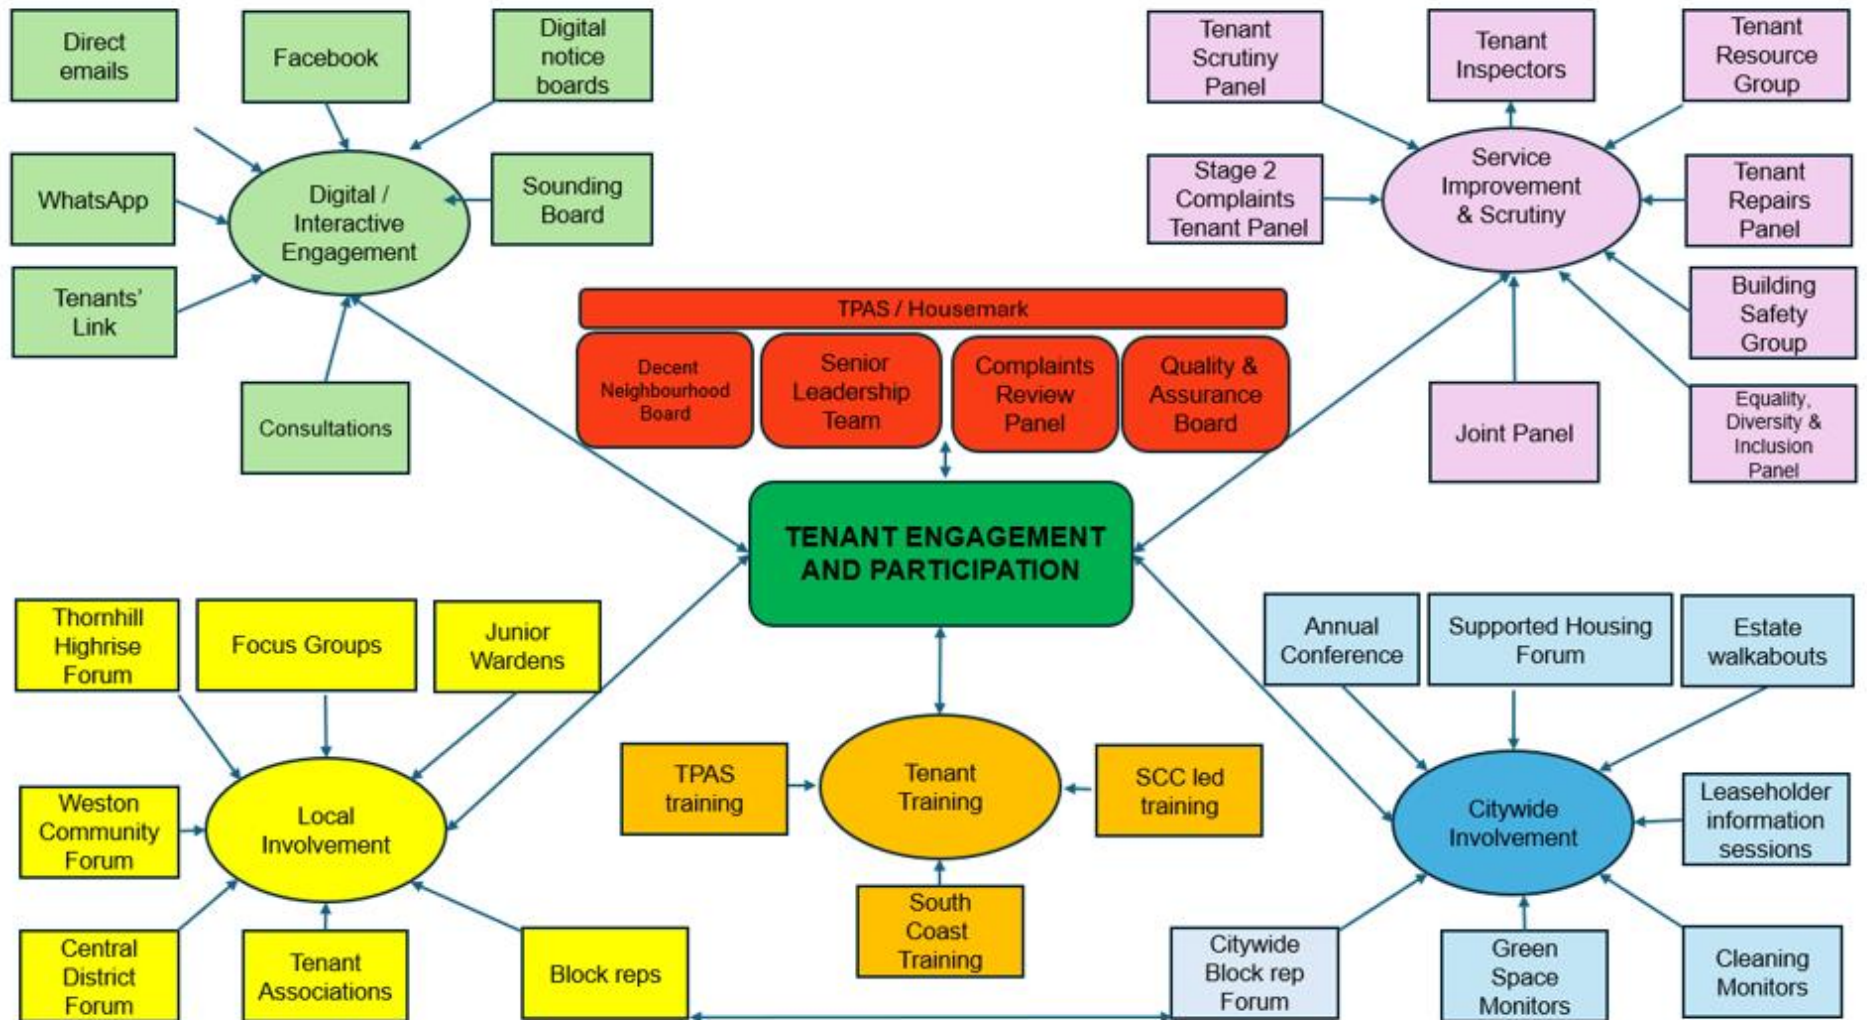 Direct
emails
Facebook
Digital
notice
boards
WhatsApp
Digital /
Interactive
Engagement
Sounding
Board
Tenants'
Link
Consultations
Tenant
Scrutiny
Panel
Tenant
Inspectors
Tenant
Resource
Group
Stage 2
Complaints
Tenant Panel
Service
Improvement
& Scrutiny
Tenant
Repairs
Panel
Building
Safety
Group
Joint Panel
Equality,
Diversity &
Inclusion
Panel
TPAS / Housemark
Decent
Neighbourhood
Board
Senior
Leadership
Team
Complaints
Review
Panel
Quality &
Assurance
Board
TENANT ENGAGEMENT
AND PARTICIPATION
Thornhill
Highrise
Forum
Focus Groups
Junior
Wardens
Weston
Community
Forum
Local
Involvement
Central
District
Forum
Tenant
Associations
Block reps
TPAS
training
Tenant
Training
SCC led
training
South
Coast
Training
Annual
Conference
Supported Housing
Forum
Estate
walkabouts
Citywide
Involvement
Leaseholder
information
sessions
Citywide
Block rep
Forum
Green
Space
Monitors
Cleaning
Monitors